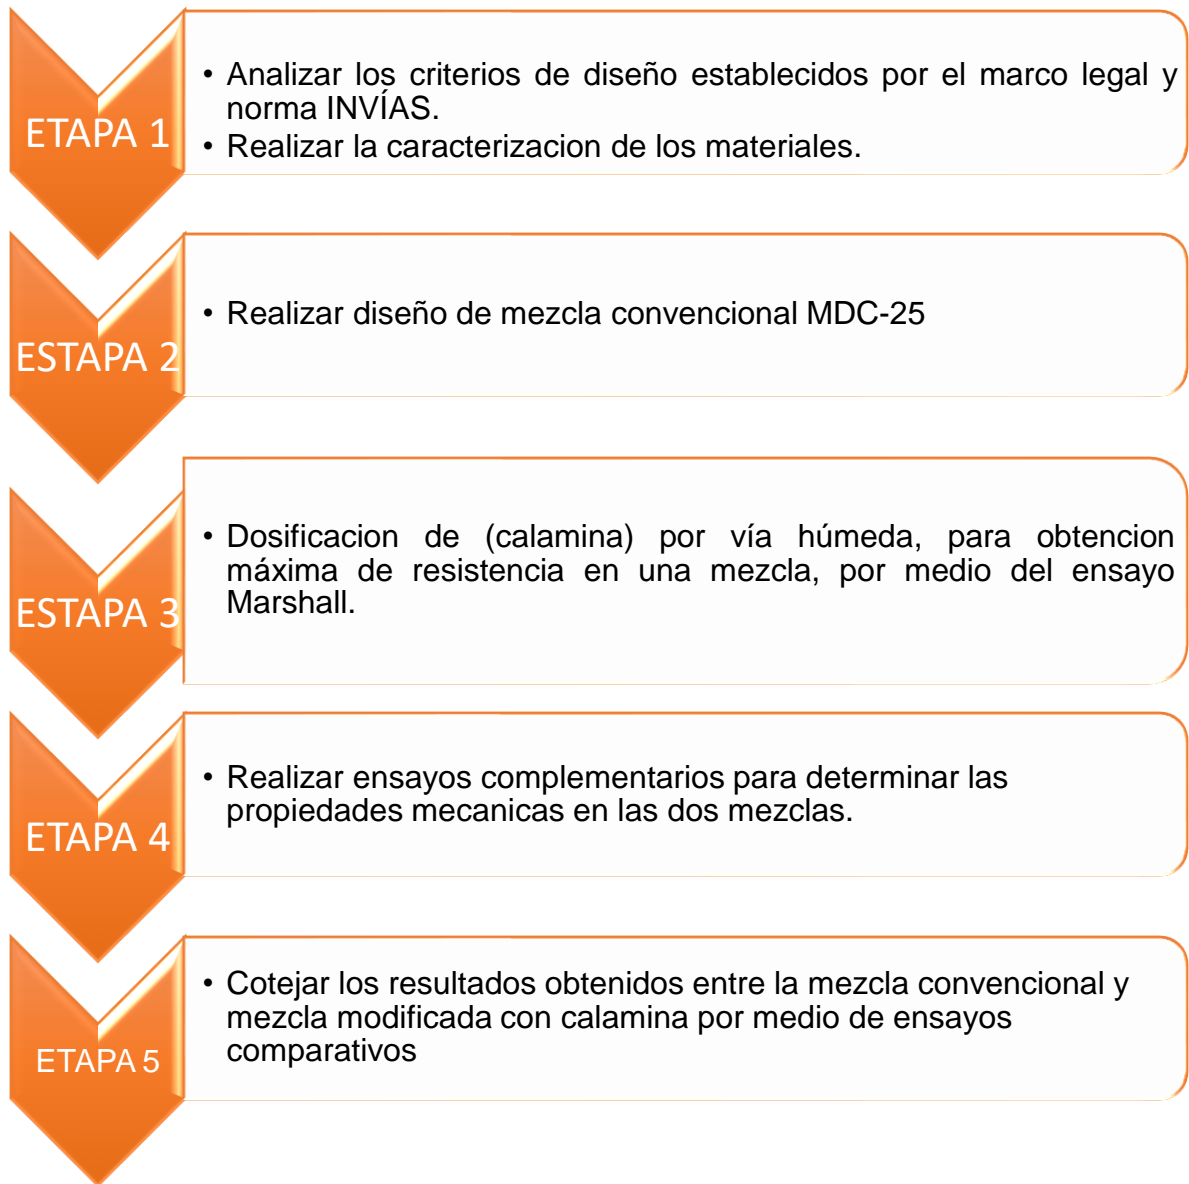 ETAPA 1
• Analizar los criterios de diseño establecidos por el marco legal y
norma INVÍAS.
• Realizar la caracterizacion de los materiales.
ESTAPA 2
• Realizar diseño de mezcla convencional MDC-25
ESTAPA 3
• Dosificacion de (calamina) por vía húmeda, para obtencion
máxima de resistencia en una mezcla, por medio del ensayo
Marshall.
ETAPA 4
• Realizar ensayos complementarios para determinar las
propiedades mecanicas en las dos mezclas.
ETAPA 5
• Cotejar los resultados obtenidos entre la mezcla convencional y
mezcla modificada con calamina por medio de ensayos
comparativos